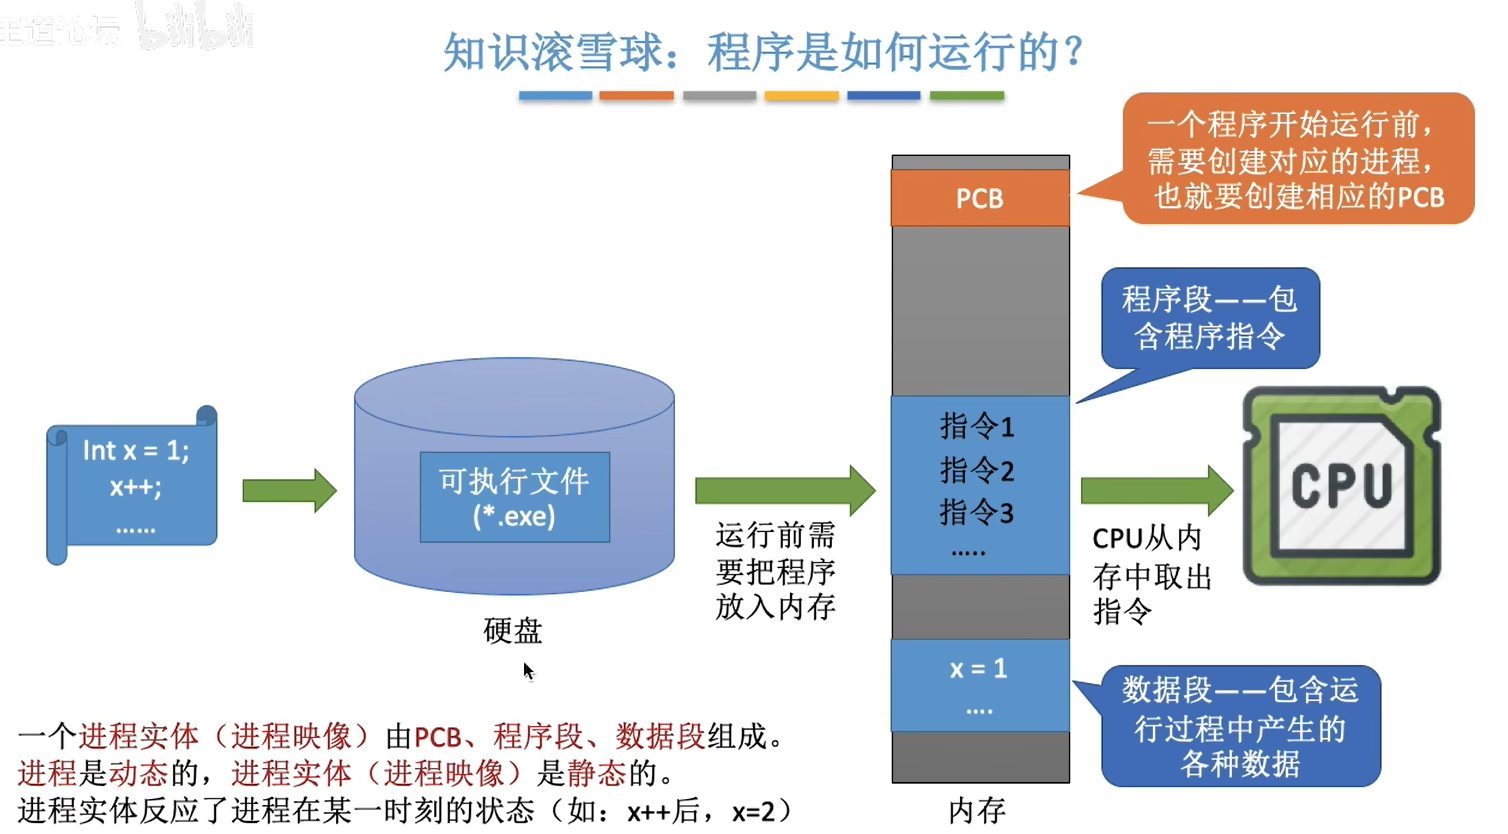 王道论坛 bilibili
知识滚雪球：程序是如何运行的？
一个程序开始运行前，
需要创建对应的进程，
也就要创建相应的PCB
PCB
程序段——包
含程序指令
Int x = 1;
x++;
……
可执行文件
(*.exe)
硬盘
运行前需
要把程序
放入内存
指令1
指令2
指令3
…..
CPU从内
存中取出
指令
CPU
x = 1
….
数据段——包含运
行过程中产生的
各种数据
内存
一个进程实体（进程映像）由PCB、程序段、数据段组成。
进程是动态的，进程实体（进程映像）是静态的。
进程实体反应了进程在某一时刻的状态（如：x++后，x=2）